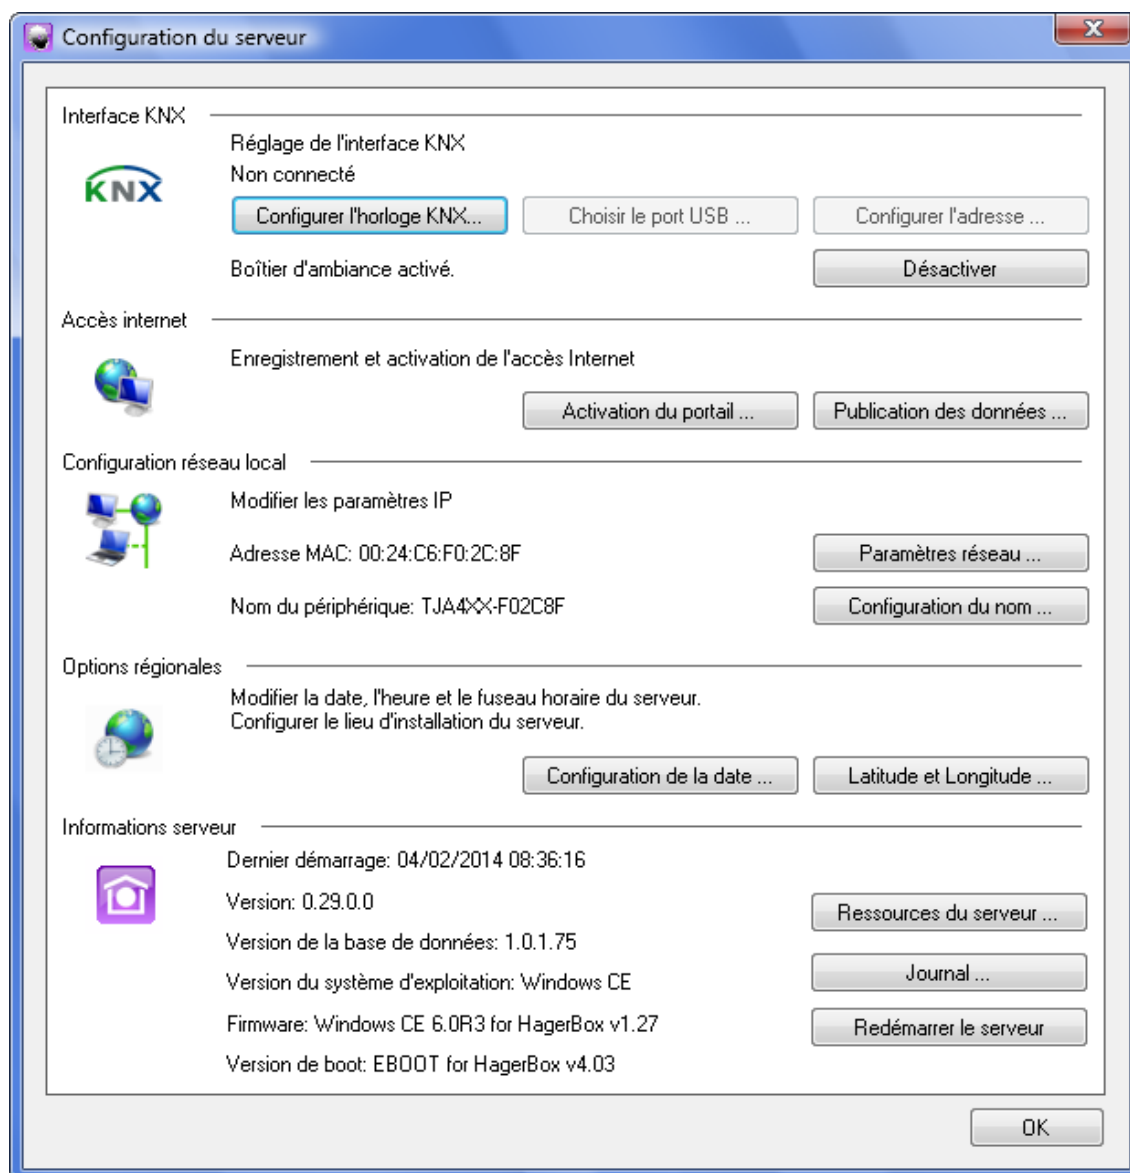 Configuration du serveur
Interface KNX
Réglage de l'interface KNX
KNX
Non connecté
Configurer l'horloge KNX... Choisir le port USB ... Configurer l'adresse ...
Boîtier d'ambiance activé. Désactiver
Accès internet
Enregistrement et activation de l'accès Internet
Activation du portail ... Publication des données ...
Configuration réseau local
Modifier les paramètres IP
Adresse MAC: 00:24:C6:F0:2C:8F Paramètres réseau ...
Nom du périphérique: TJA4XX-F02C8F Configuration du nom ...
Options régionales
Modifier la date, l'heure et le fuseau horaire du serveur.
Configurer le lieu d'installation du serveur.
Configuration de la date ... Latitude et Longitude ...
Informations serveur
Dernier démarrage: 04/02/2014 08:36:16
Version: 0.29.0.0
Ressources du serveur ...
Version de la base de données: 1.0.1.75
Version du système d'exploitation: Windows CE
Journal ...
Firmware: Windows CE 6.0R3 for HagerBox v1.27
Redémarrer le serveur
Version de boot: EBOOT for HagerBox v4.03
OK